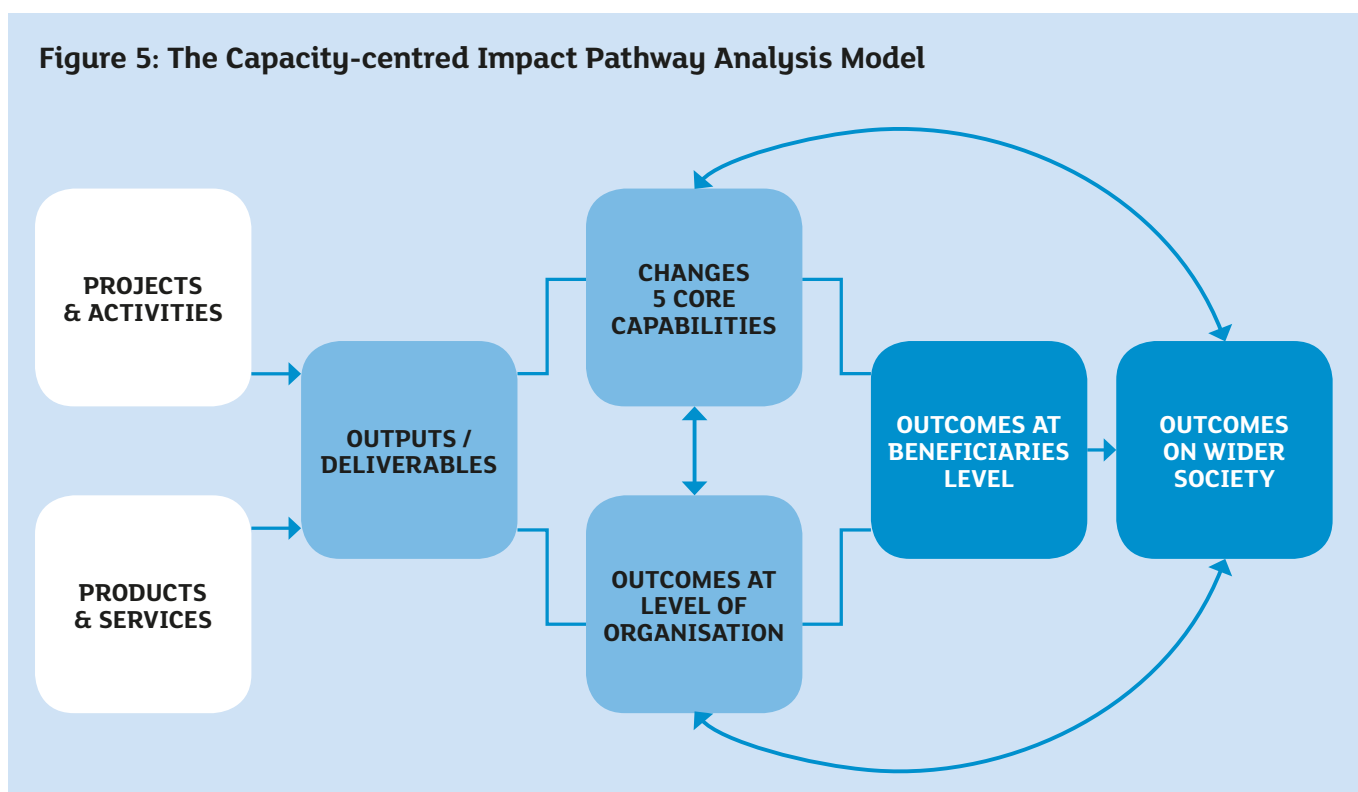 Figure 5: The Capacity-centred Impact Pathway Analysis Model
PROJECTS
& ACTIVITIES
PRODUCTS
& SERVICES
OUTPUTS /
DELIVERABLES
CHANGES
5 CORE
CAPABILITIES
OUTCOMES AT
LEVEL OF
ORGANISATION
OUTCOMES AT
BENEFICIARIES
LEVEL
OUTCOMES
ON WIDER
SOCIETY